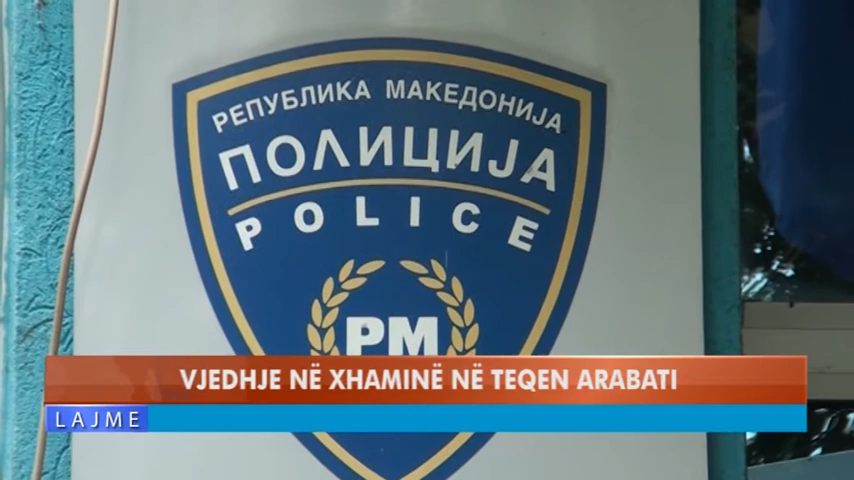 РЕПУБЛИКА МАКЕДОНИЈА
ПОЛИЦИЈА
POLICE
РМ
VJEDHJE NË XHAMINË NË TEQEN ARABATI
LAJME